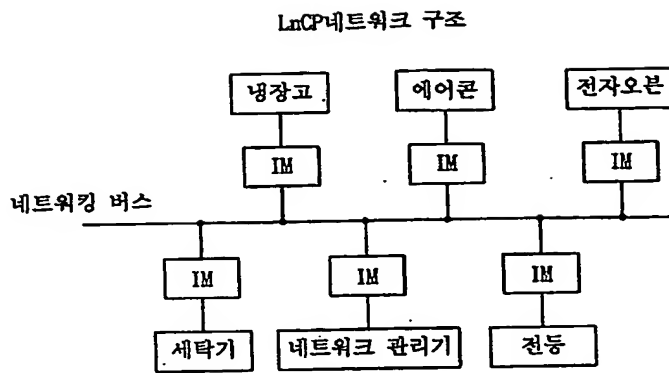 LnCP네트워크 구조
냉장고 에어콘 전자오븐
IM IM IM
네트워킹 버스
IM IM IM
세탁기 네트워크 관리기 전등